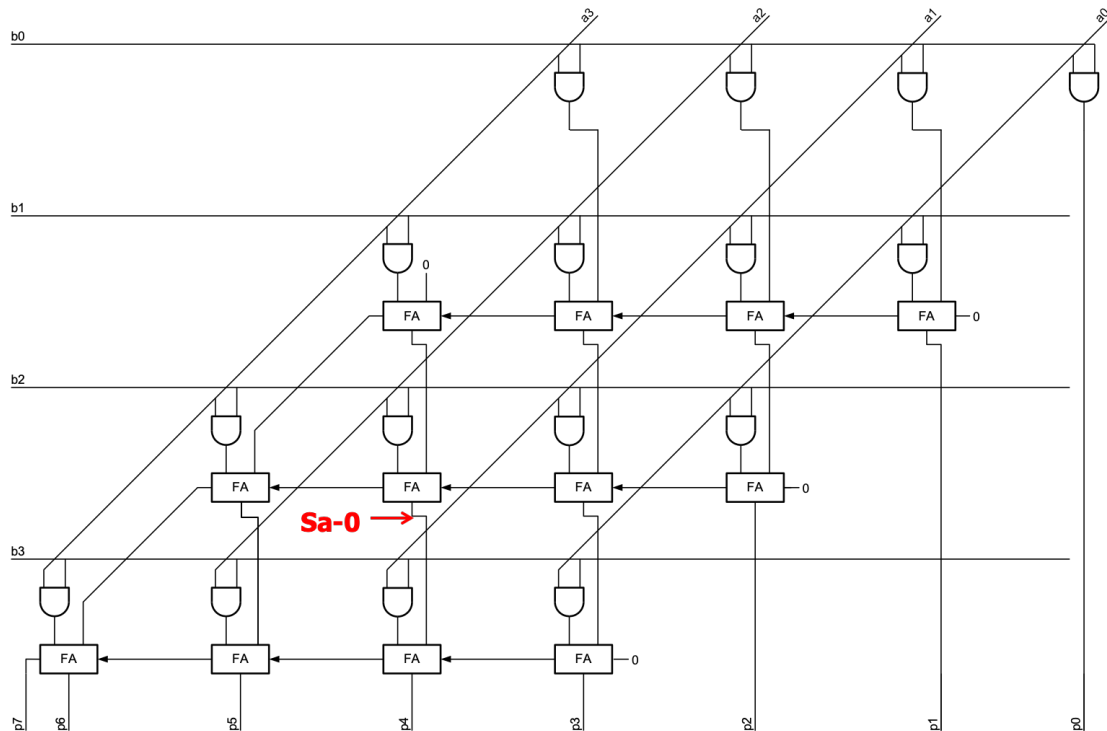 a3 a2 a1 a0
b0
b1
0
FA FA FA FA 0
b2
FA FA FA FA 0
Sa-0
b3
FA FA FA FA 0
p7 p6 p5 p4 p3 p2 p1 p0